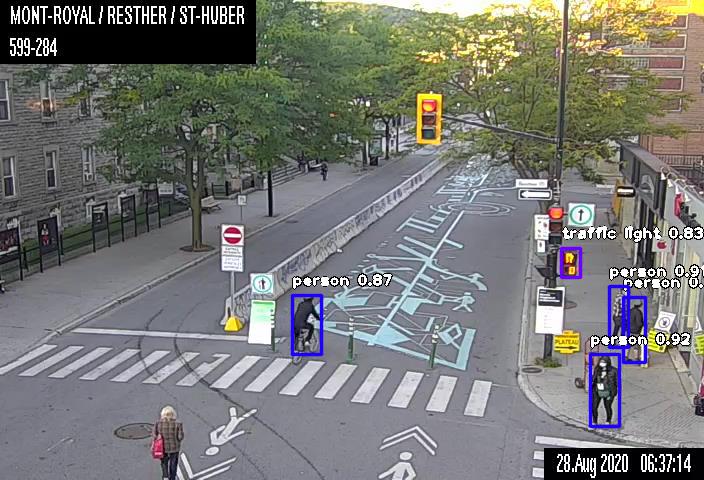 MONT-ROYAL / RESTHER / ST-HUBER
599-284
traffic light 0.83
person 0.91
person 0.
person 0.87
person 0.92
PLATEAU
28.Aug 2020 06:37:14